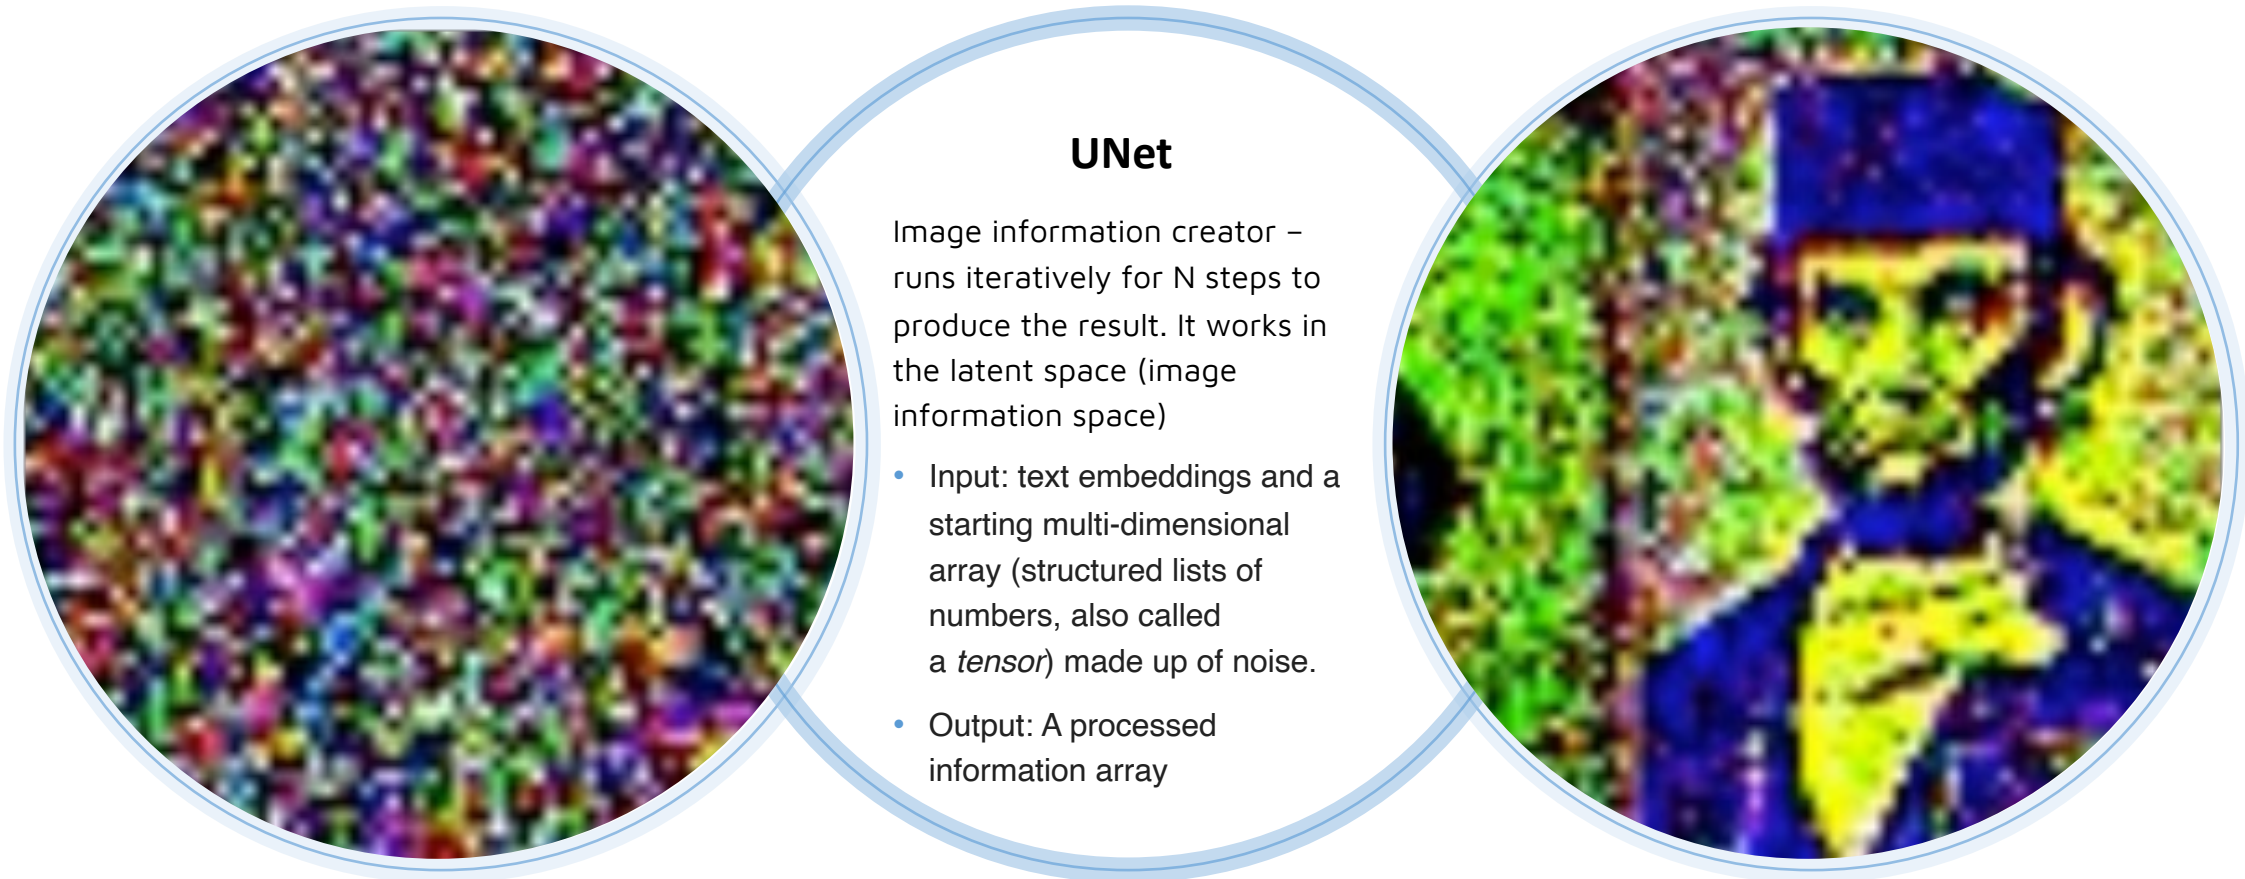 UNet
Image information creator –
runs iteratively for N steps to
produce the result. It works in
the latent space (image
information space)
• Input: text embeddings and a
starting multi-dimensional
array (structured lists of
numbers, also called
a tensor) made up of noise.
• Output: A processed
information array